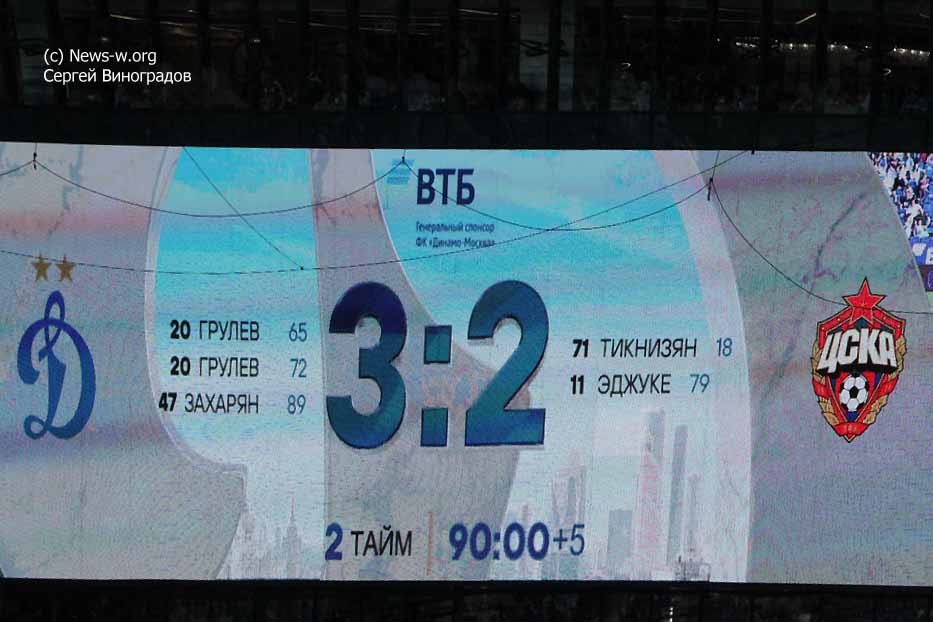 (c) News-w.org
Сергей Виноградов
ВТБ
Генеральный спонсор
ФК «Динамо-Москва»
20 ГРУЛЕВ 65
20 ГРУЛЕВ 72
47 ЗАХАРЯН 89
3:2
71 ТИКНИЗЯН 18
11 ЭДЖУКЕ 79
Д
ЦСКА
2 ТАЙМ 90:00+5